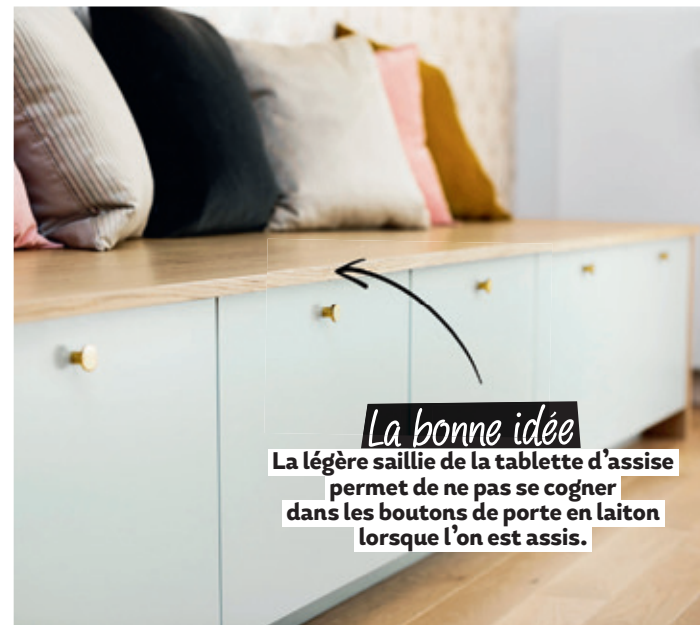 La bonne idée
La légère saillie de la tablette d’assise
permet de ne pas se cogner
dans les boutons de porte en laiton
lorsque l’on est assis.